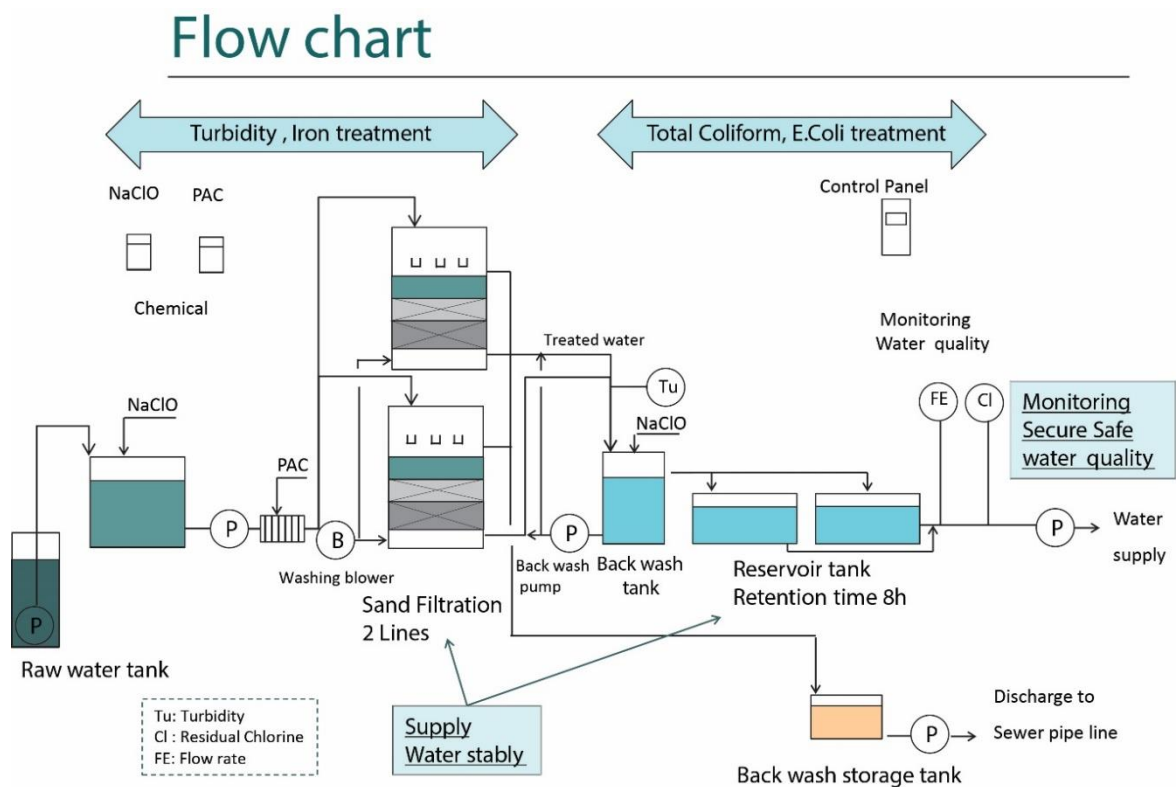 Flow chart
Turbidity , Iron treatment
Total Coliform, E.Coli treatment
NaClO
PAC
Chemical
Control Panel
Monitoring
Water quality
Treated water
Tu
FE
Cl
Monitoring
Secure Safe
water quality
NaClO
PAC
NaClO
P
P
B
P
P
Washing blower
Back wash
pump
Back wash
tank
Reservoir tank
Retention time 8h
Water
supply
Sand Filtration
2 Lines
Raw water tank
Tu: Turbidity
Cl : Residual Chlorine
FE: Flow rate
Supply
Water stably
P
Discharge to
Sewer pipe line
Back wash storage tank